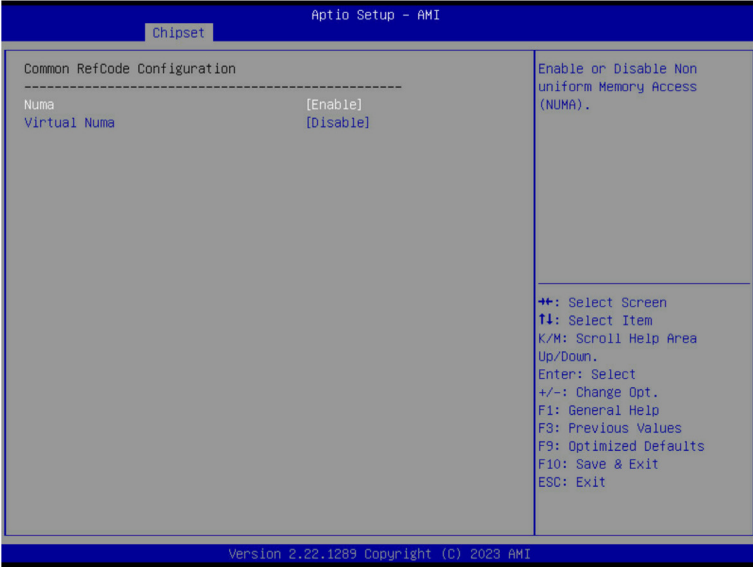 Aptio Setup – AMI
Chipset
Common RefCode Configuration
--------------------------------------------------
Numa [Enable]
Virtual Numa [Disable]
Enable or Disable Non
uniform Memory Access
(NUMA).
→←: Select Screen
↑↓: Select Item
K/M: Scroll Help Area
Up/Down.
Enter: Select
+/-: Change Opt.
F1: General Help
F3: Previous Values
F9: Optimized Defaults
F10: Save & Exit
ESC: Exit
Version 2.22.1289 Copyright (C) 2023 AMI